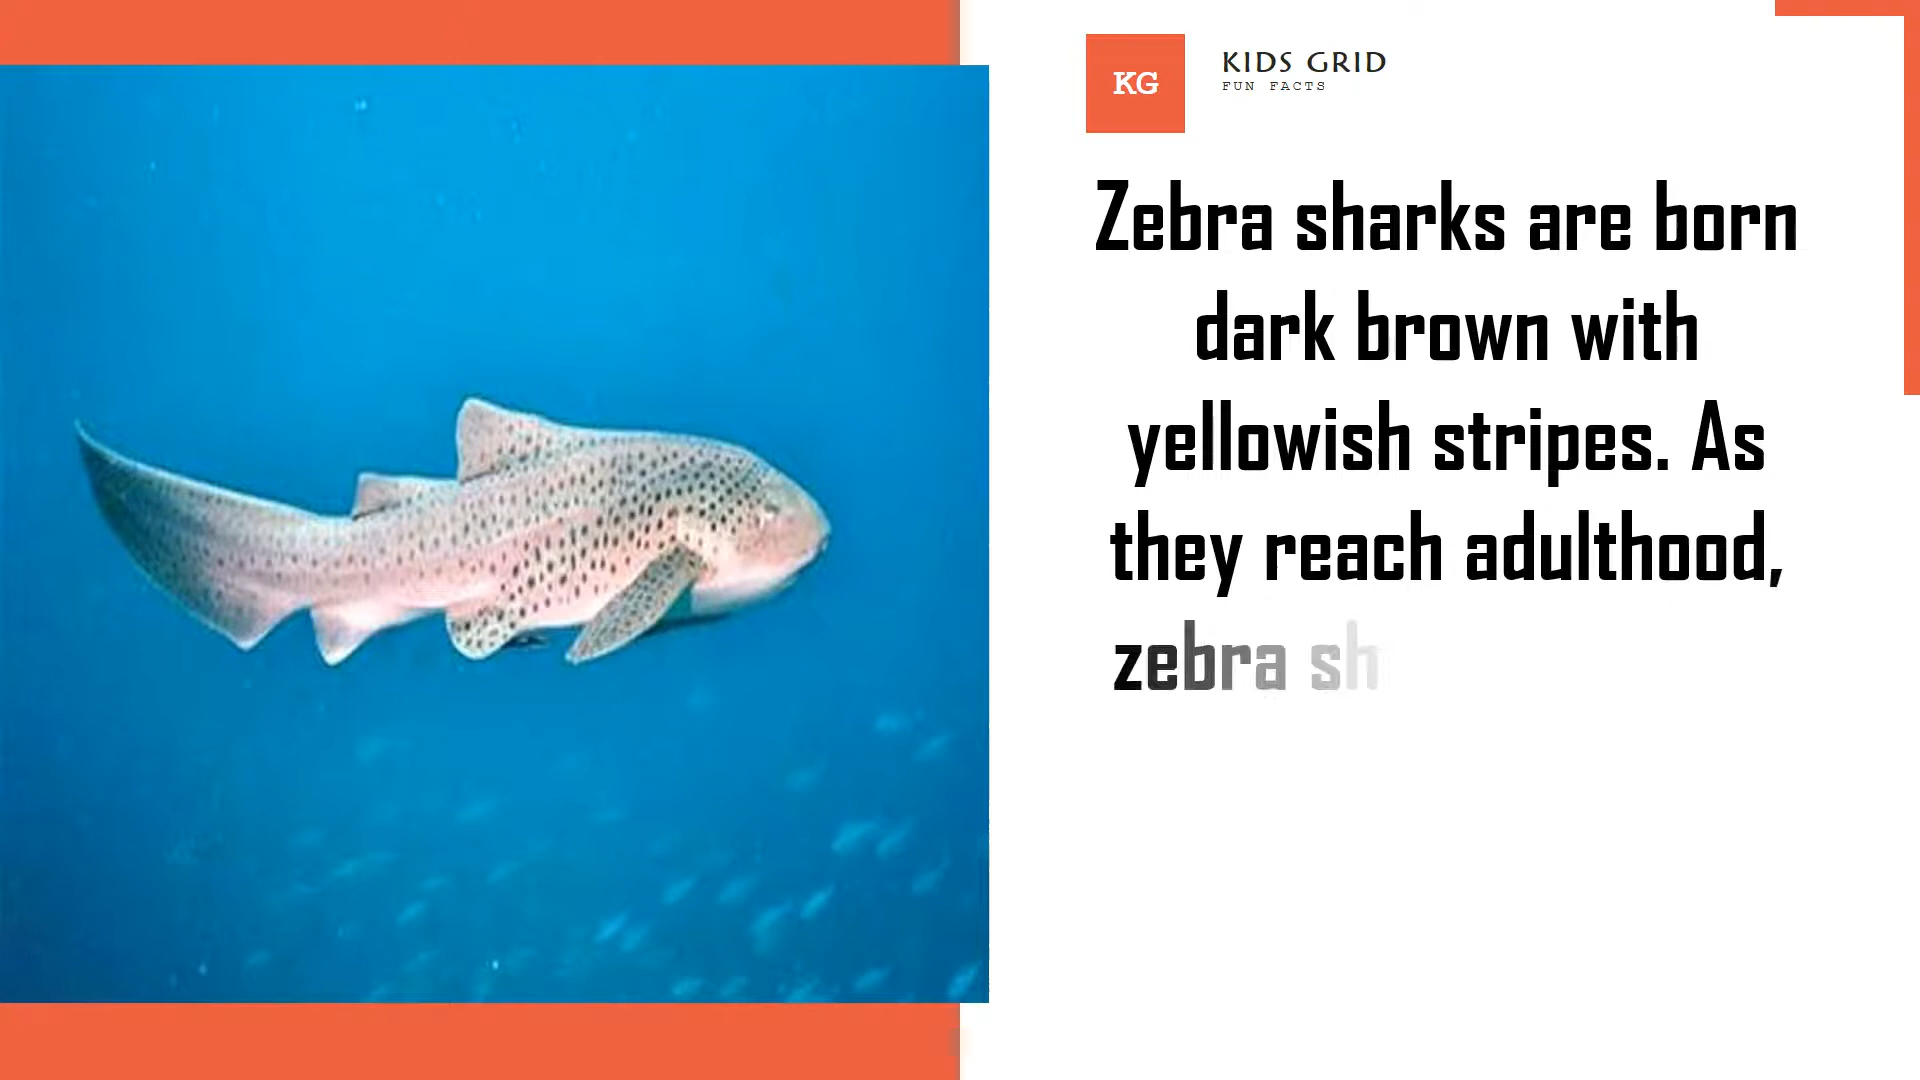 KG
KIDS GRID
FUN FACTS
Zebra sharks are born
dark brown with
yellowish stripes. As
they reach adulthood,
zebra sh